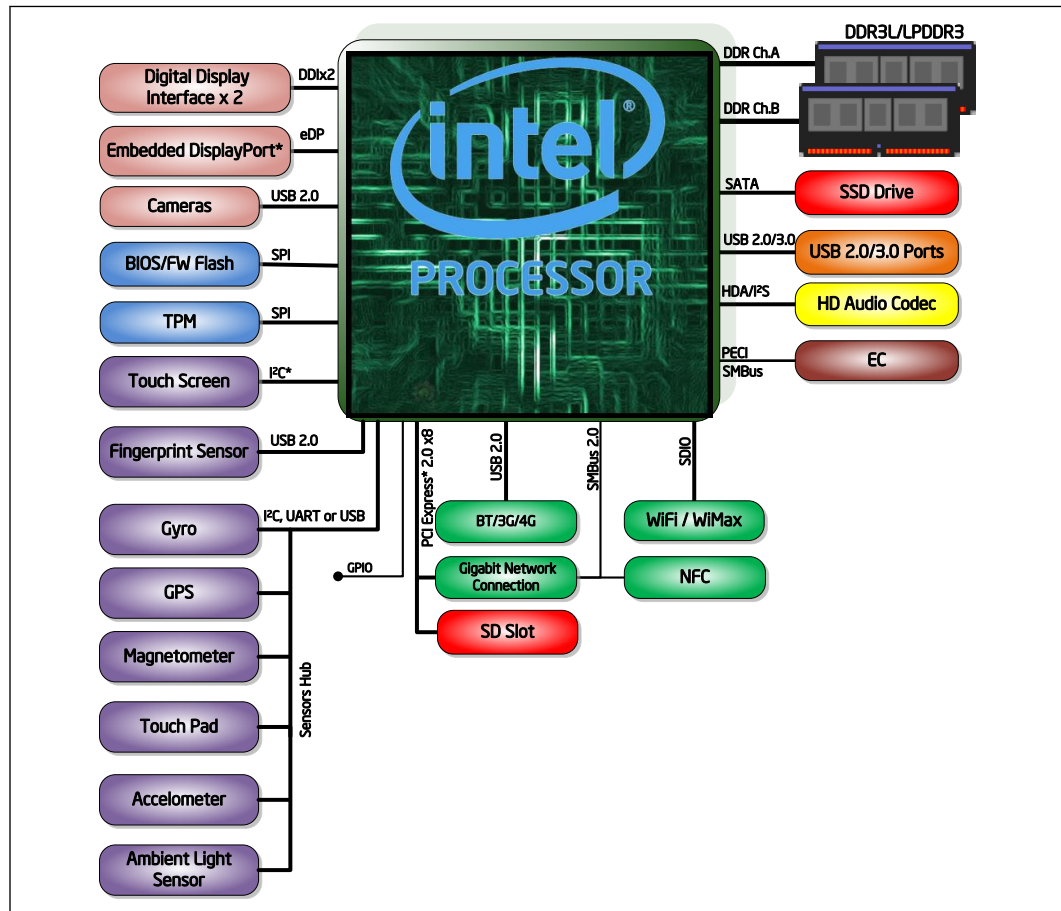 DDR3L/LPDDR3
DDR Ch.A
DDR Ch.B
Digital Display
Interface x 2
DDIx2
Embedded DisplayPort*
eDP
Cameras
USB 2.0
BIOS/FW Flash
SPI
TPM
SPI
Touch Screen
I²C*
Fingerprint Sensor
USB 2.0
intel®
PROCESSOR
SATA
SSD Drive
USB 2.0/3.0
USB 2.0/3.0 Ports
HDA/I²S
HD Audio Codec
PECI
SMBus
EC
Gyro
I²C, UART or USB
GPS
Magnetometer
Touch Pad
Accelometer
Ambient Light
Sensor
Sensors Hub
GPIO
PCI Express* 2.0 x8
USB 2.0
SMBus 2.0
SDIO
BT/3G/4G
WiFi / WiMax
Gigabit Network
Connection
NFC
SD Slot